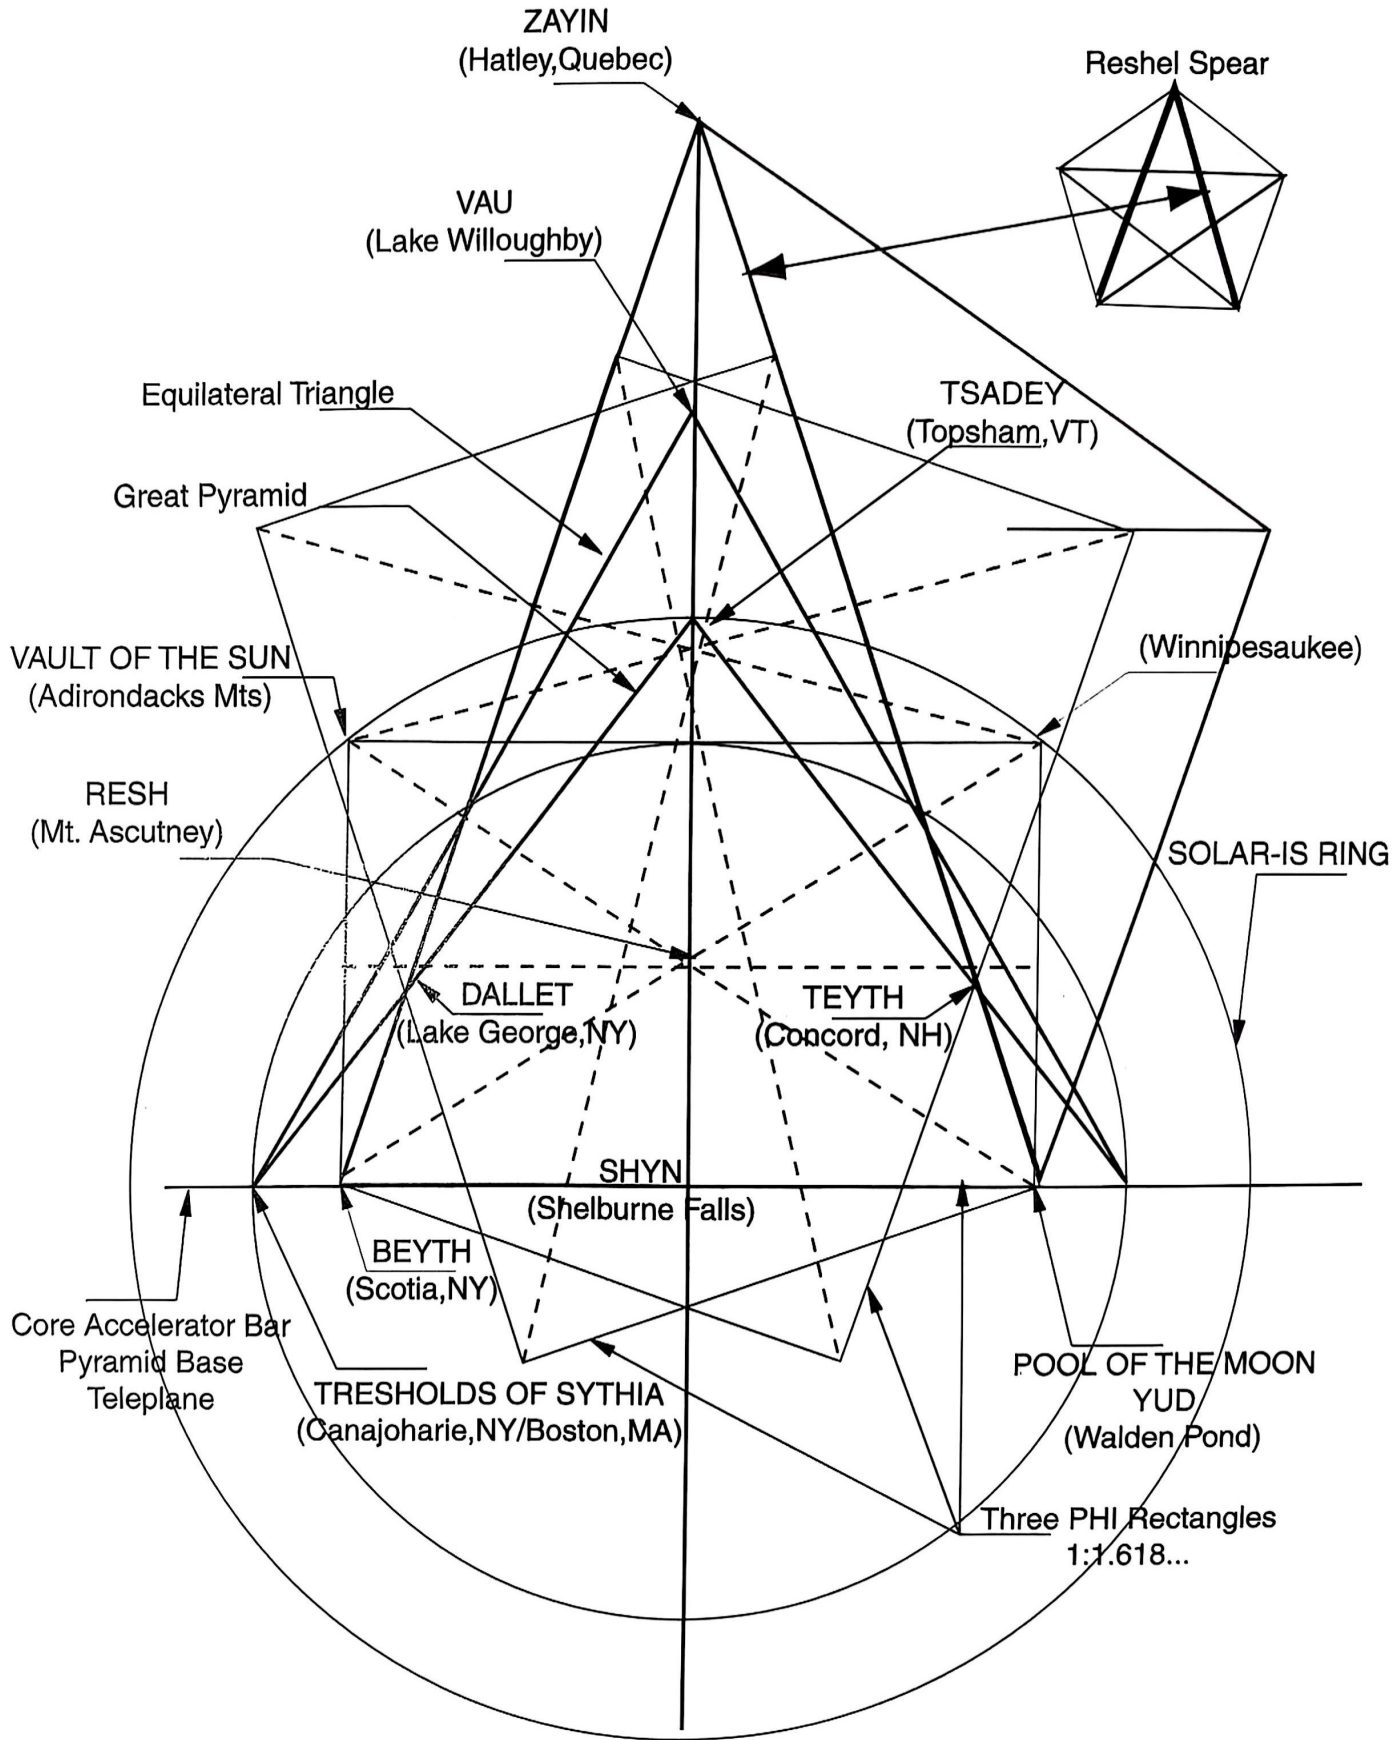 ZAYIN
(Hatley,Quebec)
Reshel Spear
VAU
(Lake Willoughby)
Equilateral Triangle
TSADEY
(Topsham,VT)
Great Pyramid
(Winnipesaukee)
VAULT OF THE SUN
(Adirondacks Mts)
RESH
(Mt. Ascutney)
SOLAR-IS RING
DALLET
(Lake George,NY)
TEYTH
(Concord, NH)
SHYN
(Shelburne Falls)
BEYTH
(Scotia,NY)
Core Accelerator Bar
Pyramid Base
Teleplane
TRESHOLDS OF SYTHIA
(Canajoharie,NY/Boston,MA)
POOL OF THE MOON
YUD
(Walden Pond)
Three PHI Rectangles
1:1.618...